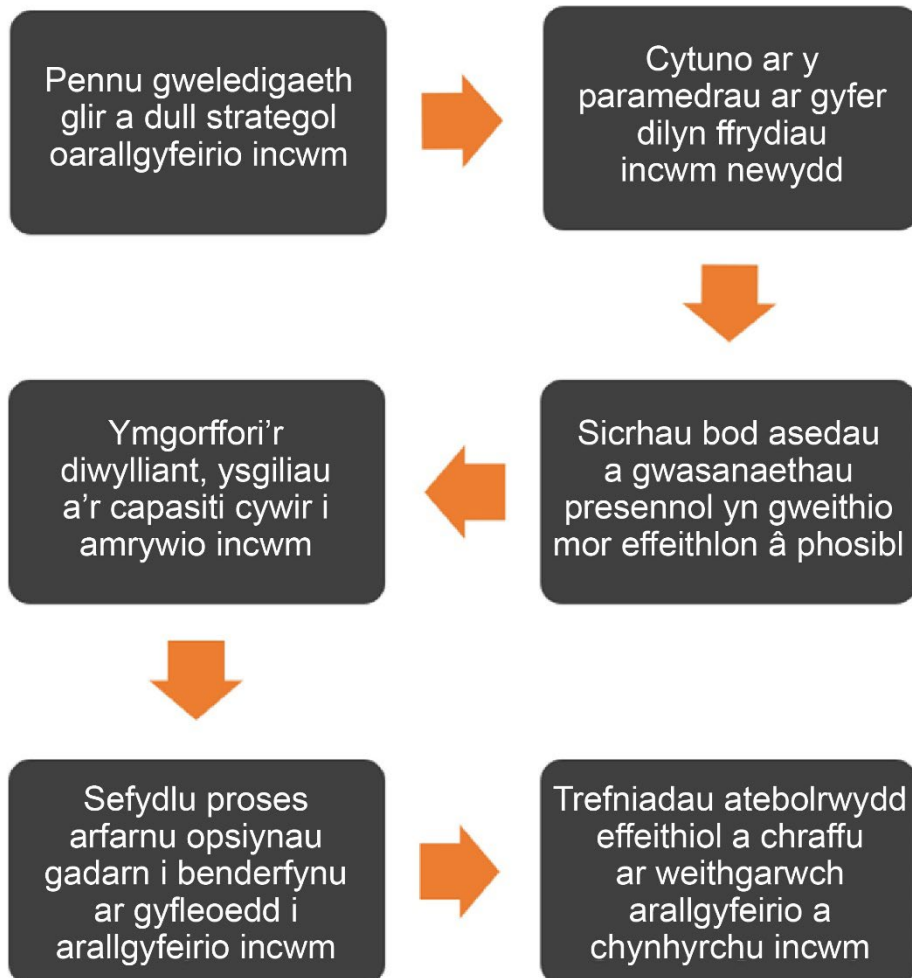 Pennu gweledigaeth
glir a dull strategol
oarallgyfeirio incwm
Cytuno ar y
paramedrau ar gyfer
dilyn ffrydiau
incwm newydd
Sicrhau bod asedau
a gwasanaethau
presennol yn gweithio
mor effeithlon â phosibl
Ymgorffori’r
diwylliant, ysgiliau
a’r capasiti cywir i
amrywio incwm
Sefydlu proses
arfarnu opsiynau
gadarn i benderfynu
ar gyfleoedd i
arallgyfeirio incwm
Trefniadau atebolrwydd
effeithiol a chraffu
ar weithgarwch
arallgyfeirio a
chynhyrchu incwm